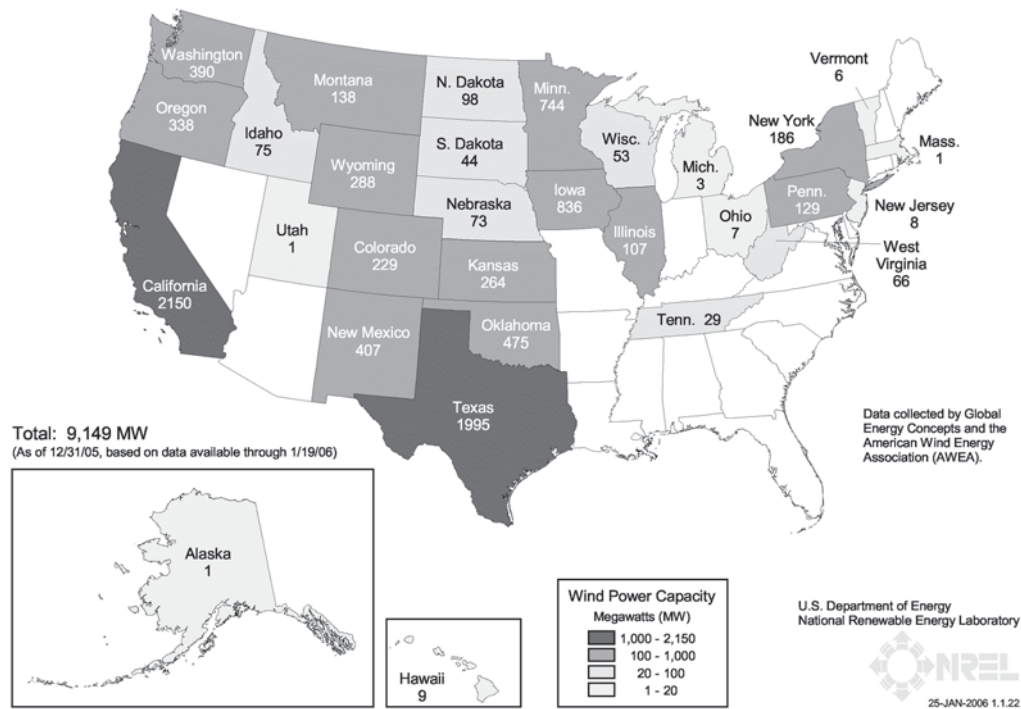 Washington
390
Oregon
338
Idaho
75
Montana
138
Wyoming
288
N. Dakota
98
S. Dakota
44
Nebraska
73
Minn.
744
Iowa
836
Wisc.
53
Illinois
107
Mich.
3
Ohio
7
Vermont
6
New York
186
Mass.
1
Penn.
129
New Jersey
8
West
Virginia
66
California
2150
Utah
1
Colorado
229
Kansas
264
New Mexico
407
Oklahoma
475
Texas
1995
Tenn. 29
Total: 9,149 MW
(As of 12/31/05, based on data available through 1/19/06)
Data collected by Global
Energy Concepts and the
American Wind Energy
Association (AWEA).
Alaska
1
Hawaii
9
Wind Power Capacity
Megawatts (MW)
1,000 - 2,150
100 - 1,000
20 - 100
1 - 20
U.S. Department of Energy
National Renewable Energy Laboratory
NREL
25-JAN-2006 1.1.22